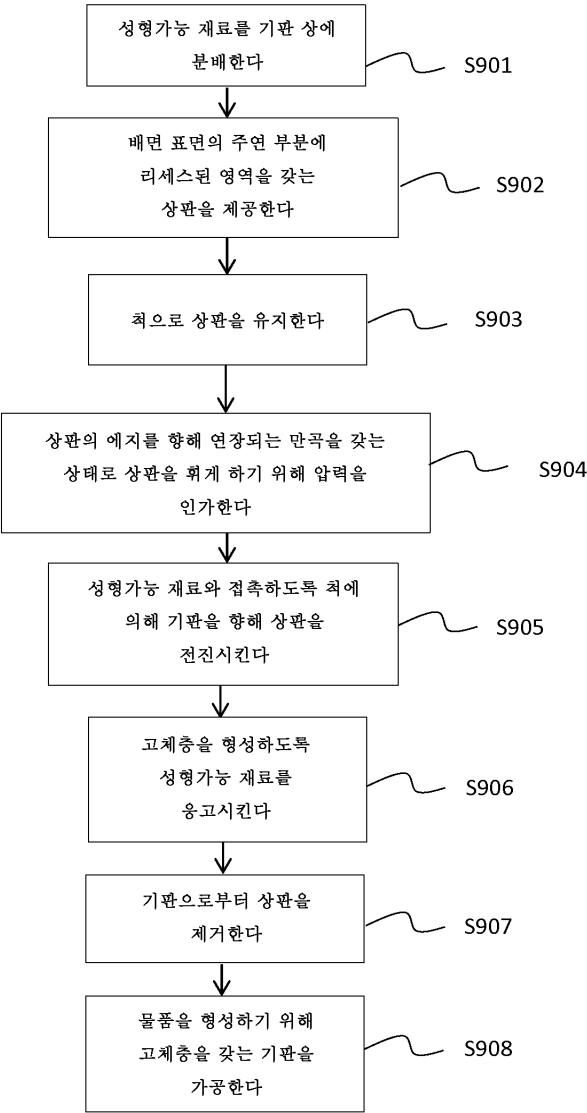 성형가능 재료를 기판 상에
분배한다
S901
배면 표면의 주연 부분에
리세스된 영역을 갖는
상판을 제공한다
S902
척으로 상판을 유지한다
S903
상판의 에지를 향해 연장되는 만곡을 갖는
상태로 상판을 휘게 하기 위해 압력을
인가한다
S904
성형가능 재료와 접촉하도록 척에
의해 기판을 향해 상판을
전진시킨다
S905
고체층을 형성하도록
성형가능 재료를
응고시킨다
S906
기판으로부터 상판을
제거한다
S907
물품을 형성하기 위해
고체층을 갖는 기판을
가공한다
S908